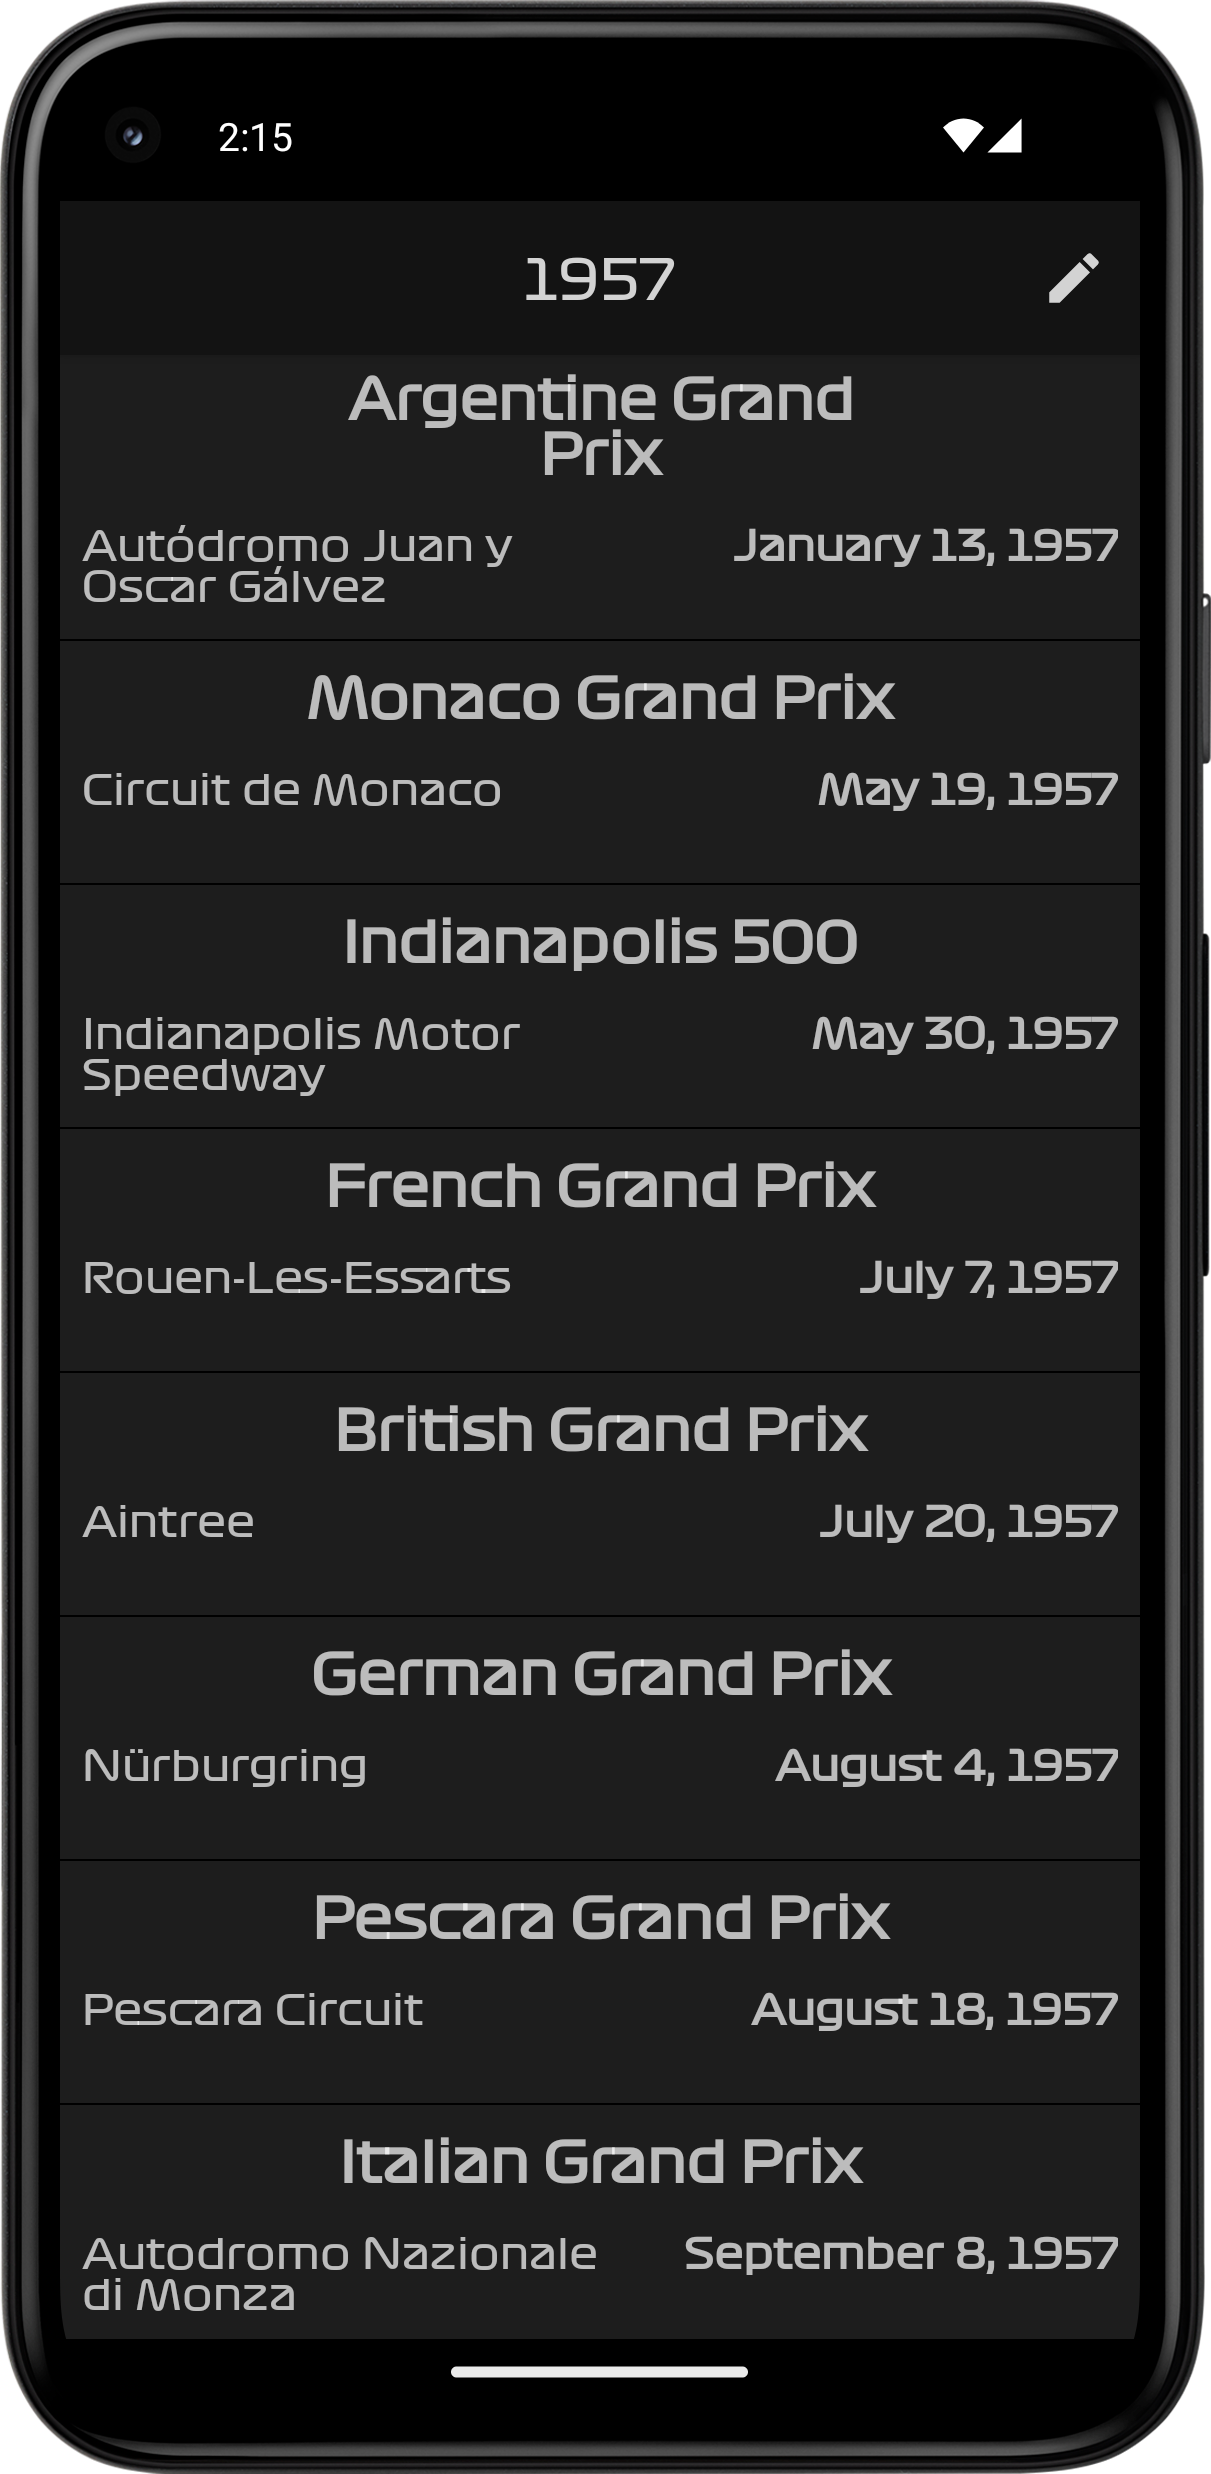 2:15
1957
Argentine Grand
Prix
Autódromo Juan y
Oscar Gálvez
January 13, 1957
Monaco Grand Prix
Circuit de Monaco
May 19, 1957
Indianapolis 500
Indianapolis Motor
Speedway
May 30, 1957
French Grand Prix
Rouen-Les-Essarts
July 7, 1957
British Grand Prix
Aintree
July 20, 1957
German Grand Prix
Nürburgring
August 4, 1957
Pescara Grand Prix
Pescara Circuit
August 18, 1957
Italian Grand Prix
Autodromo Nazionale
di Monza
September 8, 1957